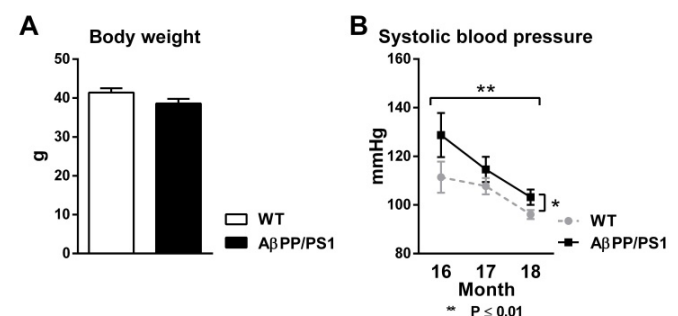 A
Body weight
g
50
40
30
20
10
0
WT
AβPP/PS1
B
Systolic blood pressure
mmHg
160
140
120
100
80
**
*
WT
AβPP/PS1
16 17 18
Month
** P ≤ 0.01